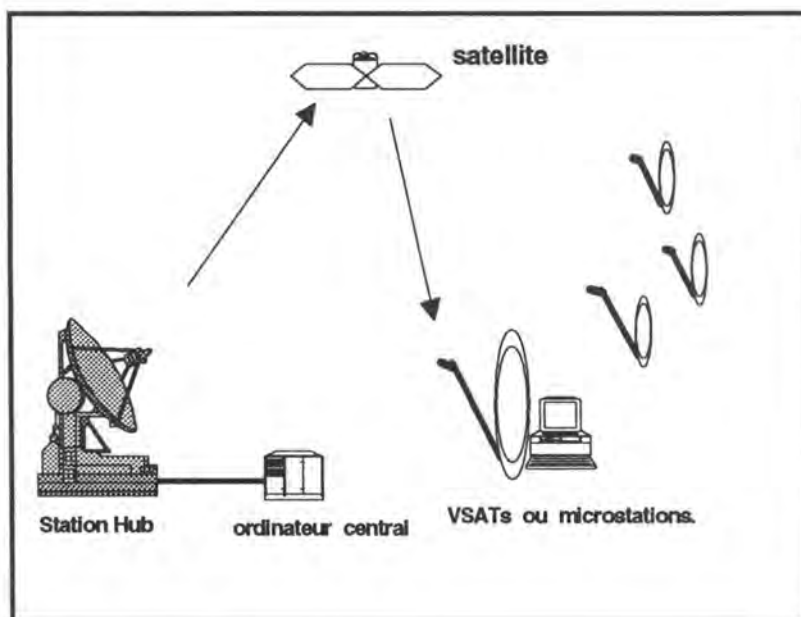 satellite
Station Hub
ordinateur central
VSATs ou microstations.